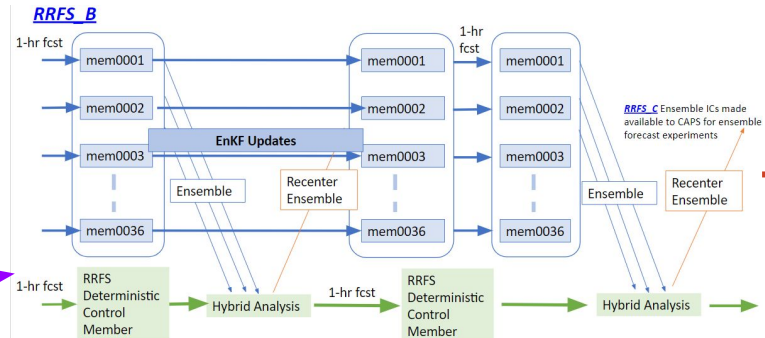 RRFS_B
1-hr fcst
mem0001
mem0002
mem0003
mem0036
EnKF Updates
Ensemble
Recenter
Ensemble
mem0001
mem0002
mem0003
mem0036
1-hr
fcst
mem0001
mem0002
mem0003
mem0036
RRFS_C Ensemble ICs made
available to CAPS for ensemble
forecast experiments
Ensemble
Recenter
Ensemble
1-hr fcst
RRFS
Deterministic
Control
Member
Hybrid Analysis
1-hr fcst
RRFS
Deterministic
Control
Member
Hybrid Analysis